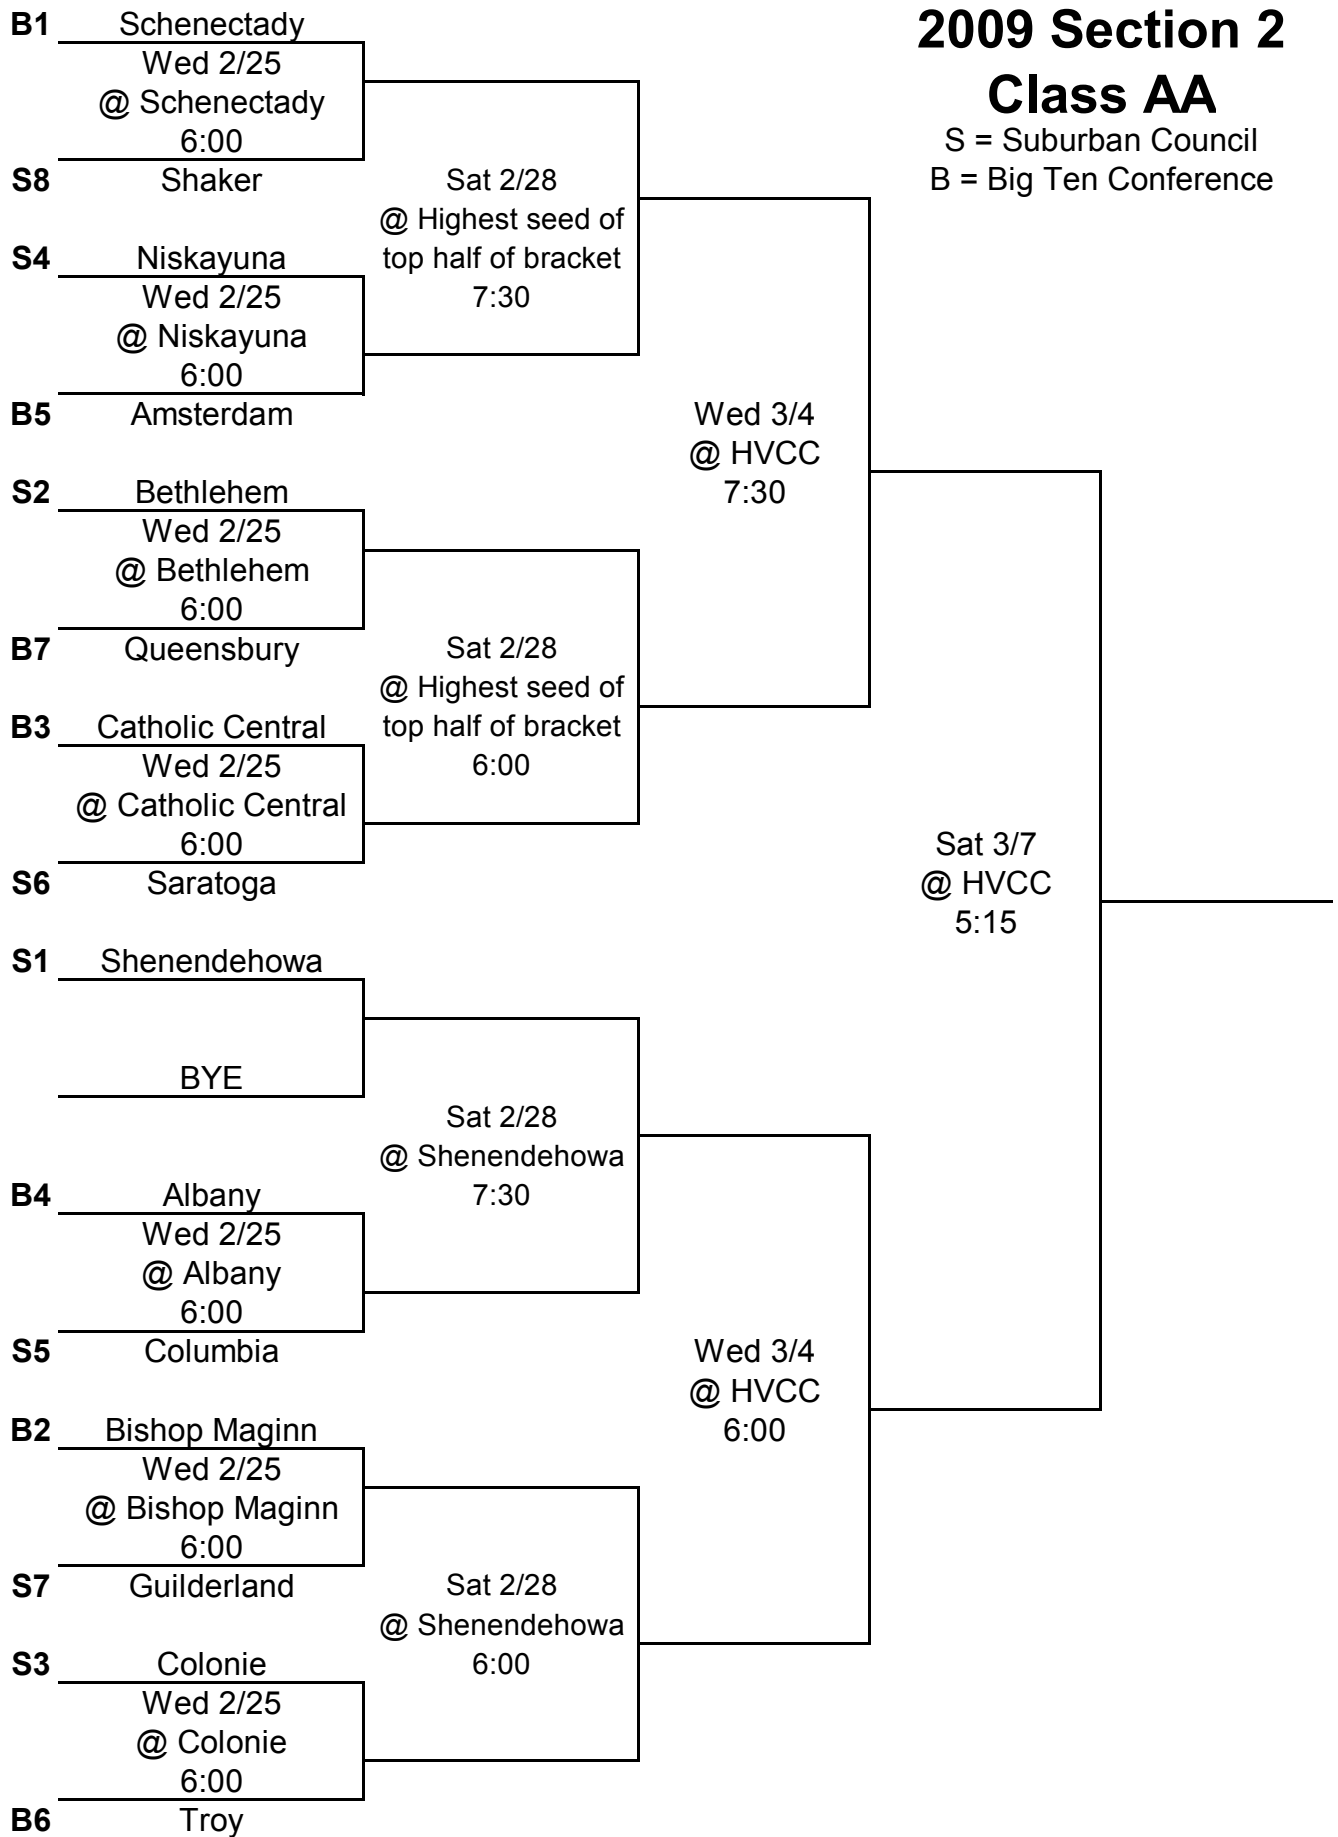 2009 Section 2
Class AA
S = Suburban Council
B = Big Ten Conference
B1 Schenectady
Wed 2/25
@ Schenectady
6:00
S8 Shaker
Sat 2/28
@ Highest seed of
top half of bracket
7:30
S4 Niskayuna
Wed 2/25
@ Niskayuna
6:00
B5 Amsterdam
Wed 3/4
@ HVCC
7:30
S2 Bethlehem
Wed 2/25
@ Bethlehem
6:00
B7 Queensbury
Sat 2/28
@ Highest seed of
top half of bracket
6:00
B3 Catholic Central
Wed 2/25
@ Catholic Central
6:00
S6 Saratoga
Sat 3/7
@ HVCC
5:15
S1 Shenendehowa
BYE
Sat 2/28
@ Shenendehowa
7:30
B4 Albany
Wed 2/25
@ Albany
6:00
S5 Columbia
Wed 3/4
@ HVCC
6:00
B2 Bishop Maginn
Wed 2/25
@ Bishop Maginn
6:00
S7 Guilderland
Sat 2/28
@ Shenendehowa
6:00
S3 Colonie
Wed 2/25
@ Colonie
6:00
B6 Troy